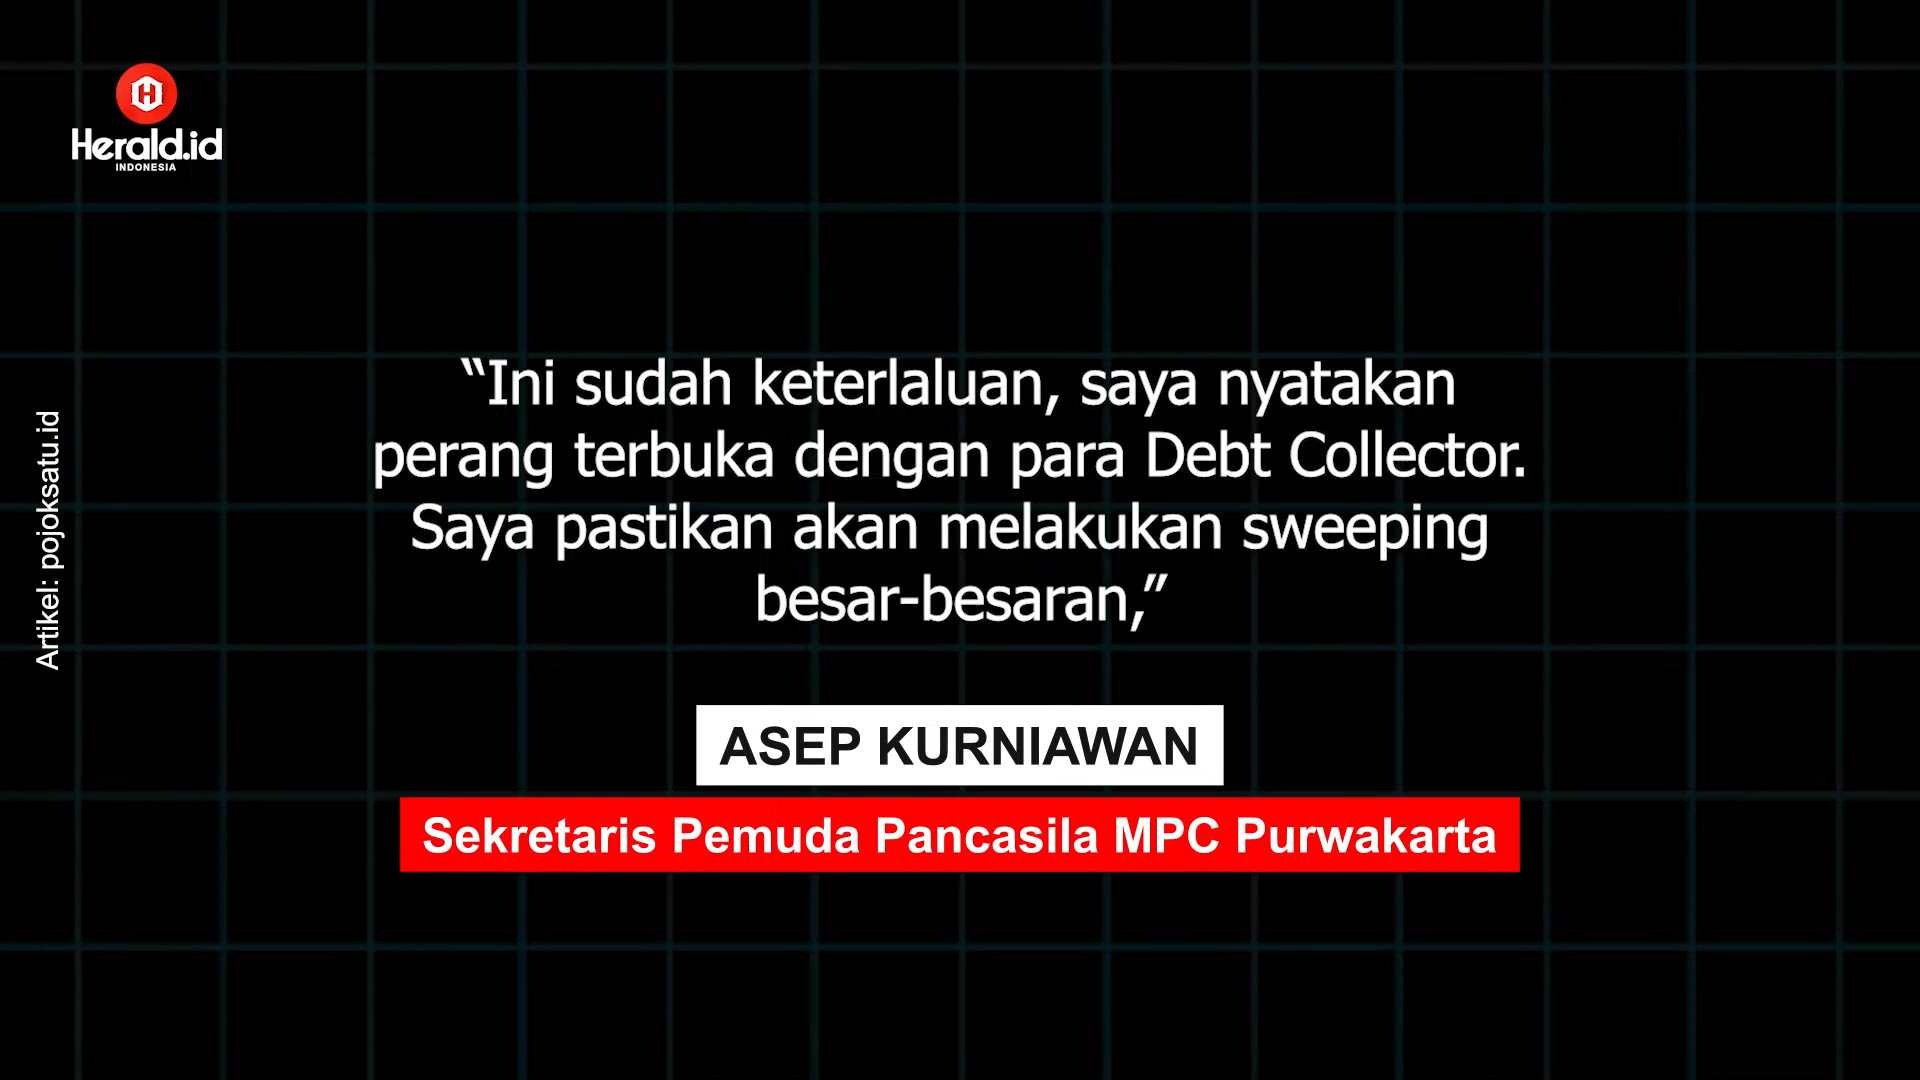 Herald.id
INDONESIA
Artikel: pojoksatu.id
“Ini sudah keterlaluan, saya nyatakan
perang terbuka dengan para Debt Collector.
Saya pastikan akan melakukan sweeping
besar-besaran,”
ASEP KURNIAWAN
Sekretaris Pemuda Pancasila MPC Purwakarta